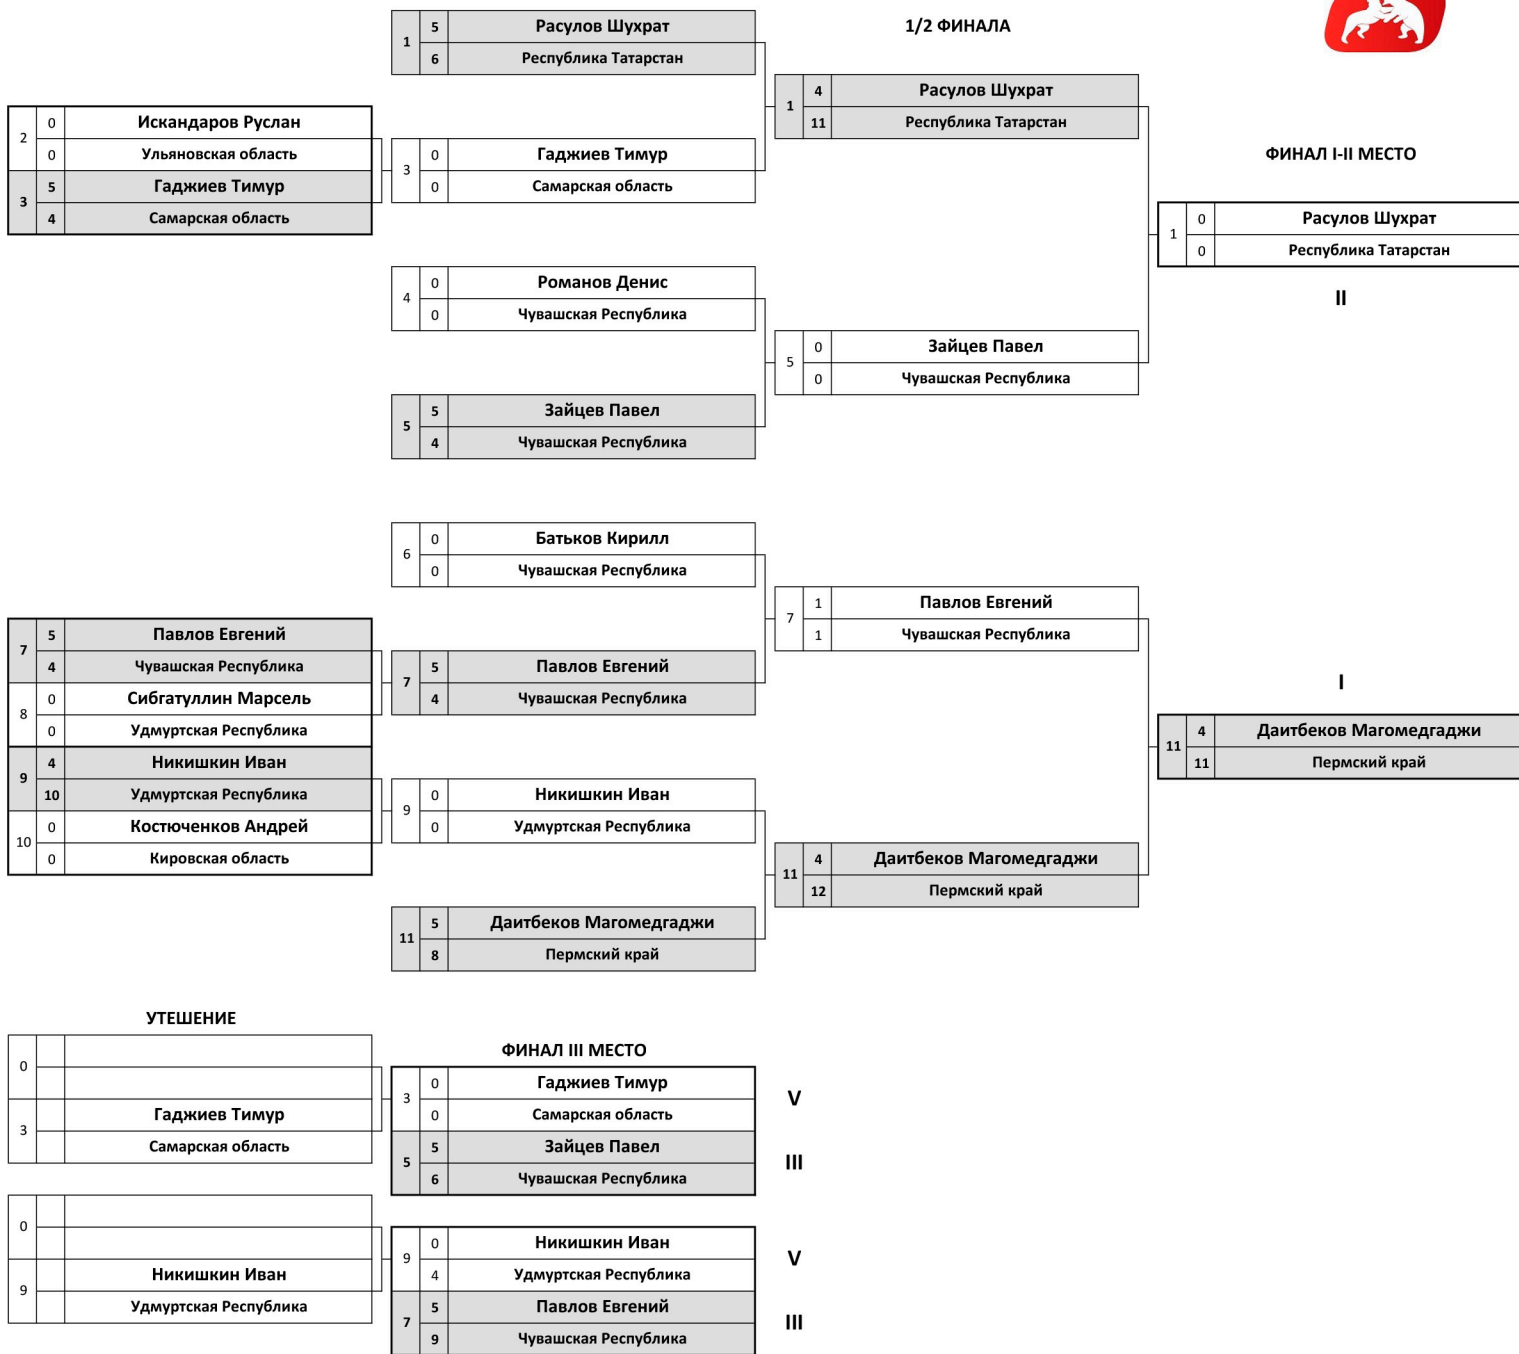 1/2 ФИНАЛА
1
5 Расулов Шухрат
6 Республика Татарстан
1
4 Расулов Шухрат
11 Республика Татарстан
2
0 Искандаров Руслан
0 Ульяновская область
3
5 Гаджиев Тимур
4 Самарская область
3
0 Гаджиев Тимур
0 Самарская область
ФИНАЛ I-II МЕСТО
1
0 Расулов Шухрат
0 Республика Татарстан
II
4
0 Романов Денис
0 Чувашская Республика
5
0 Зайцев Павел
0 Чувашская Республика
5
5 Зайцев Павел
4 Чувашская Республика
6
0 Батьков Кирилл
0 Чувашская Республика
7
1 Павлов Евгений
1 Чувашская Республика
7
5 Павлов Евгений
4 Чувашская Республика
8
0 Сибгатуллин Марсель
0 Удмуртская Республика
7
5 Павлов Евгений
4 Чувашская Республика
I
11
4 Даитбеков Магомедгаджи
11 Пермский край
9
4 Никишкин Иван
10 Удмуртская Республика
10
0 Костюченков Андрей
0 Кировская область
9
0 Никишкин Иван
0 Удмуртская Республика
11
4 Даитбеков Магомедгаджи
12 Пермский край
11
5 Даитбеков Магомедгаджи
8 Пермский край
УТЕШЕНИЕ
0
3
Гаджиев Тимур
Самарская область
ФИНАЛ III МЕСТО
3
0 Гаджиев Тимур
0 Самарская область
V
5
5 Зайцев Павел
6 Чувашская Республика
III
0
9
Никишкин Иван
Удмуртская Республика
9
0 Никишкин Иван
4 Удмуртская Республика
V
7
5 Павлов Евгений
9 Чувашская Республика
III